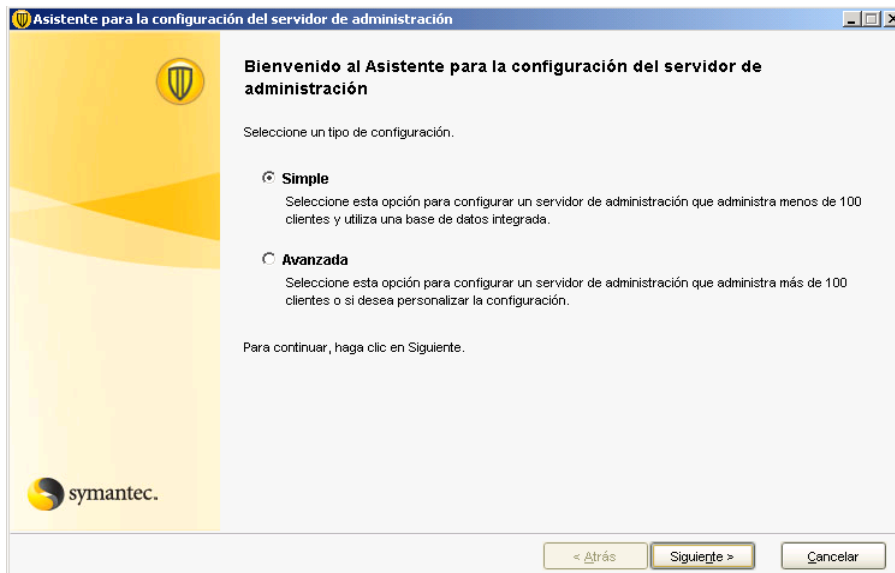 Asistente para la configuración del servidor de administración
Bienvenido al Asistente para la configuración del servidor de
administración
Seleccione un tipo de configuración.
Simple
Seleccione esta opción para configurar un servidor de administración que administra menos de 100
clientes y utiliza una base de datos integrada.
Avanzada
Seleccione esta opción para configurar un servidor de administración que administra más de 100
clientes o si desea personalizar la configuración.
Para continuar, haga clic en Siguiente.
symantec.
< Atrás
Siguiente >
Cancelar